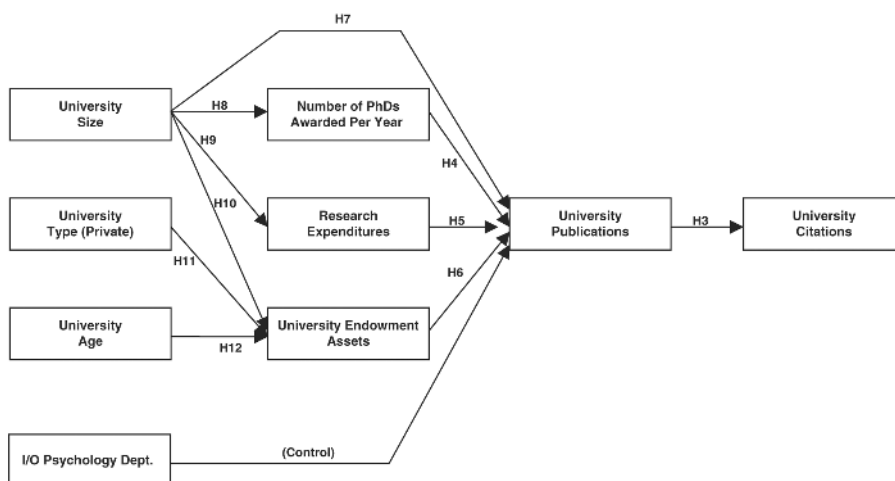 H7
University
Size
H8
Number of PhDs
Awarded Per Year
H9
H4
H10
University
Type (Private)
Research
Expenditures
H5
University
Publications
H3
University
Citations
H11
H6
University
Age
H12
University Endowment
Assets
I/O Psychology Dept.
(Control)